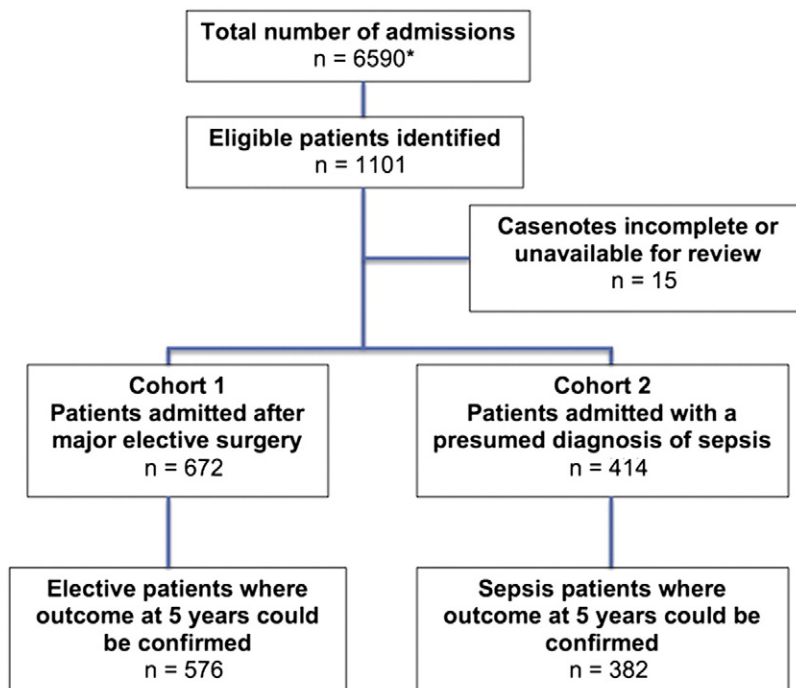 Total number of admissions
n = 6590*
Eligible patients identified
n = 1101
Casenotes incomplete or
unavailable for review
n = 15
Cohort 1
Patients admitted after
major elective surgery
n = 672
Cohort 2
Patients admitted with a
presumed diagnosis of sepsis
n = 414
Elective patients where
outcome at 5 years could
be confirmed
n = 576
Sepsis patients where
outcome at 5 years could be
confirmed
n = 382